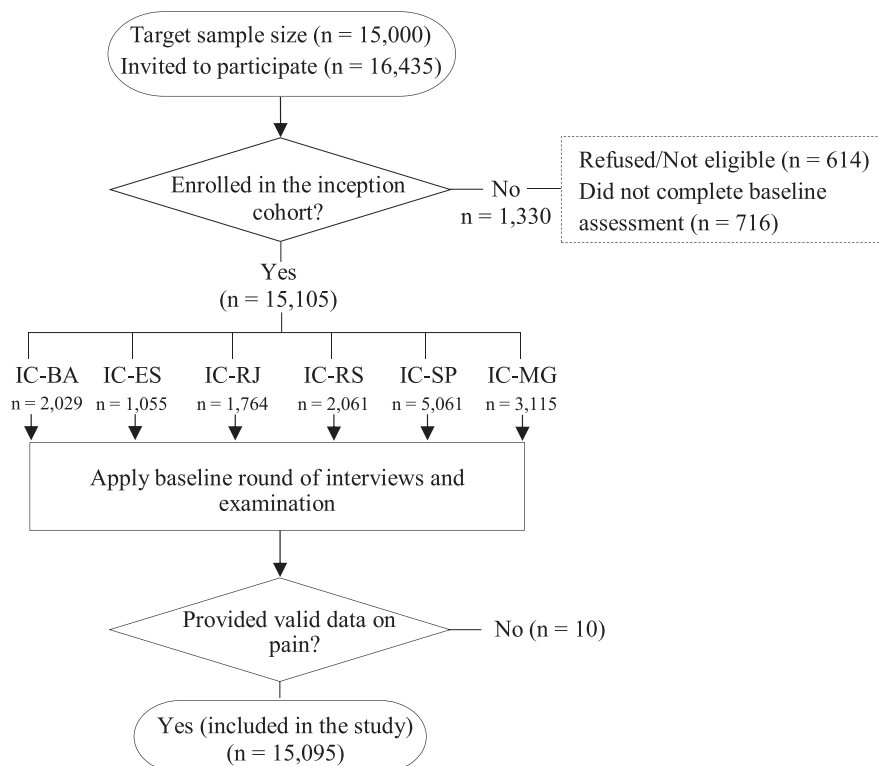 Target sample size (n = 15,000)
Invited to participate (n = 16,435)
Enrolled in the inception
cohort?
No
n = 1,330
Refused/Not eligible (n = 614)
Did not complete baseline
assessment (n = 716)
Yes
(n = 15,105)
IC-BA IC-ES IC-RJ IC-RS IC-SP IC-MG
n = 2,029 n = 1,055 n = 1,764 n = 2,061 n = 5,061 n = 3,115
Apply baseline round of interviews and
examination
Provided valid data on
pain?
No (n = 10)
Yes (included in the study)
(n = 15,095)